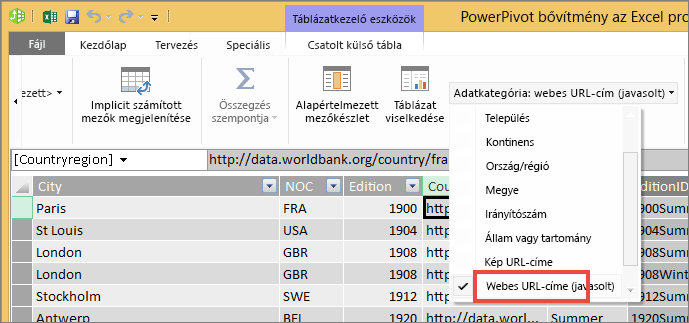 Táblázatkezelő eszközök
PowerPivot bővítmény az Excel pro
Fájl Kezdőlap Tervezés Speciális Csatolt külső tábla
ezett>
Implicit számított mezők megjelenítése
Összegzés szempontja
Alapértelmezett mezőkészlet
Táblázat viselkedése
Adatkategória: webes URL-cím (javasolt)
Település
Kontinens
Ország/régió
Megye
Irányítószám
Állam vagy tartomány
Kép URL-címe
Webes URL-címe (javasolt)
[Countryregion] http://data.worldbank.org/country/fra
City NOC Edition Cou EditionID
Paris FRA 1900 http: 1900Summ
St Louis USA 1904 http: 1904Summ
London GBR 1908 http: 1908Summ
London GBR 1908 http: 1908Wint
Stockholm SWE 1912 http: 1912Summ
Antwerp BEL 1920 http://data.wor... Summer 1920Summ